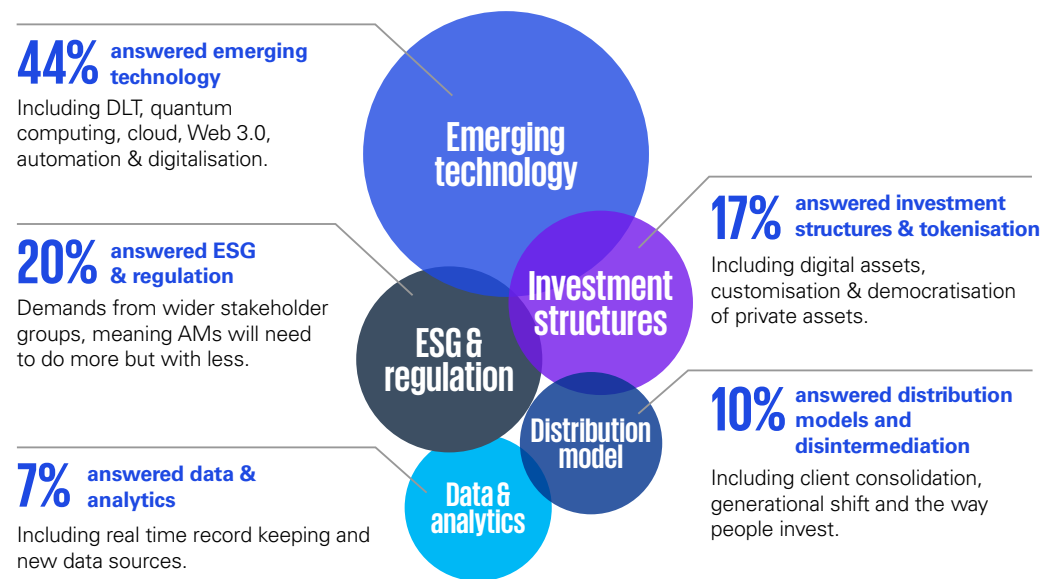 44% answered emerging
technology
Including DLT, quantum
computing, cloud, Web 3.0,
automation & digitalisation.
Emerging
technology
17% answered investment
structures & tokenisation
Including digital assets,
customisation & democratisation
of private assets.
20% answered ESG
& regulation
Demands from wider stakeholder
groups, meaning AMs will need
to do more but with less.
Investment
structures
ESG &
regulation
10% answered distribution
models and
disintermediation
Including client consolidation,
generational shift and the way
people invest.
Distribution
model
7% answered data &
analytics
Including real time record keeping and
new data sources.
Data &
analytics